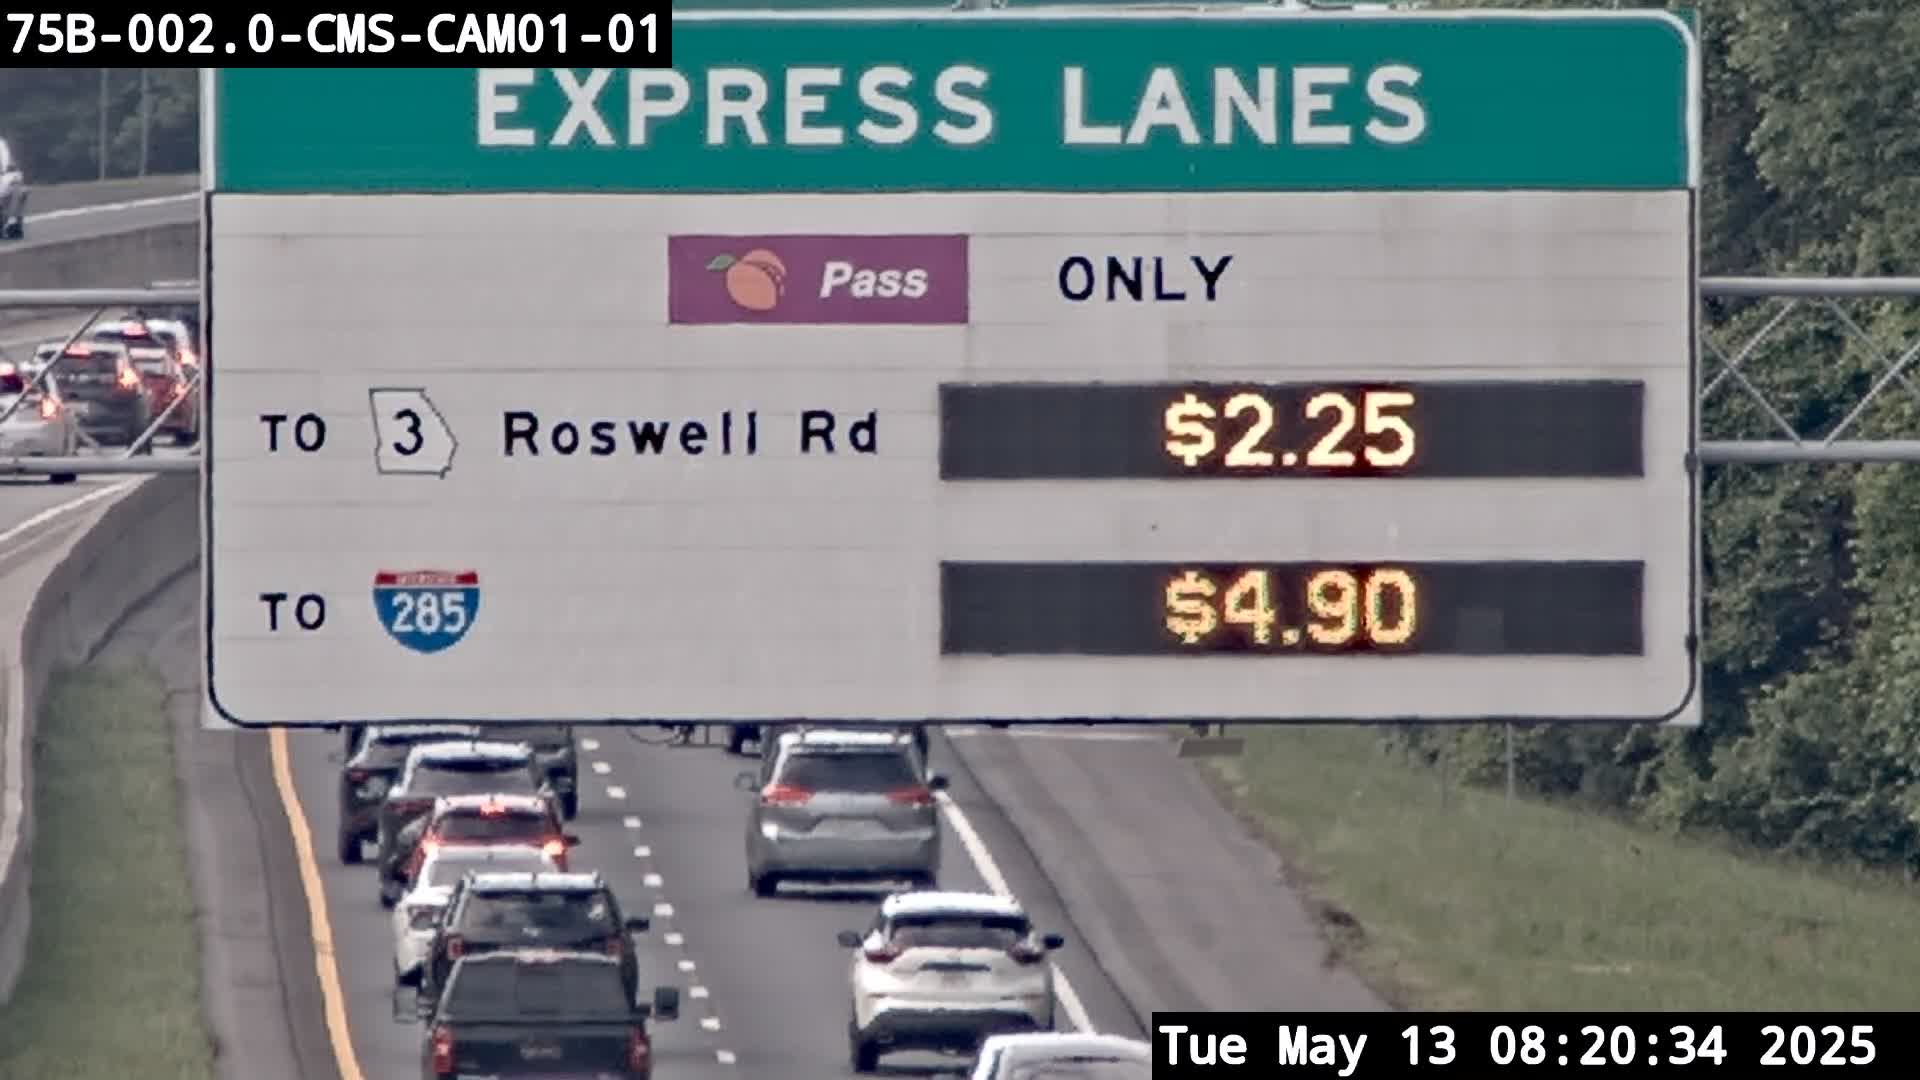 75B-002.0-CMS-CAM01-01
EXPRESS LANES
Pass ONLY
TO 3 Roswell Rd $2.25
TO 285 $4.90
Tue May 13 08:20:34 2025